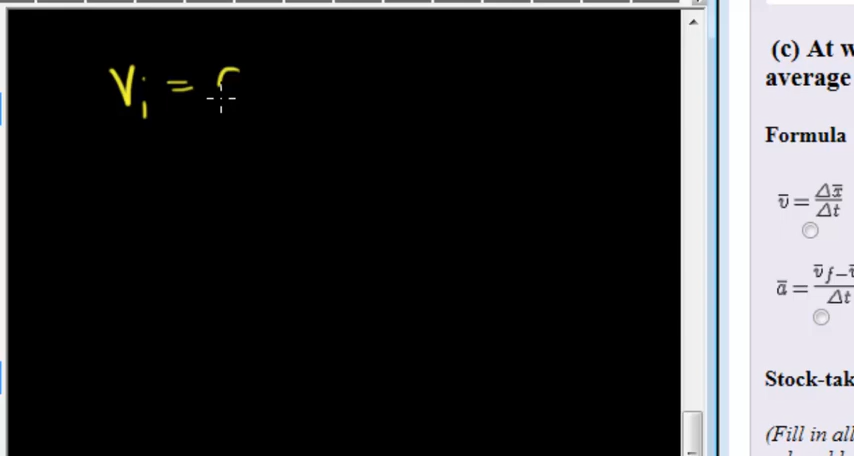 vᵢ =
(c) At w
average
Formula
v̄ = Δx̄/Δt
ā = v̄f−v̄/Δt
Stock-tak
(Fill in all